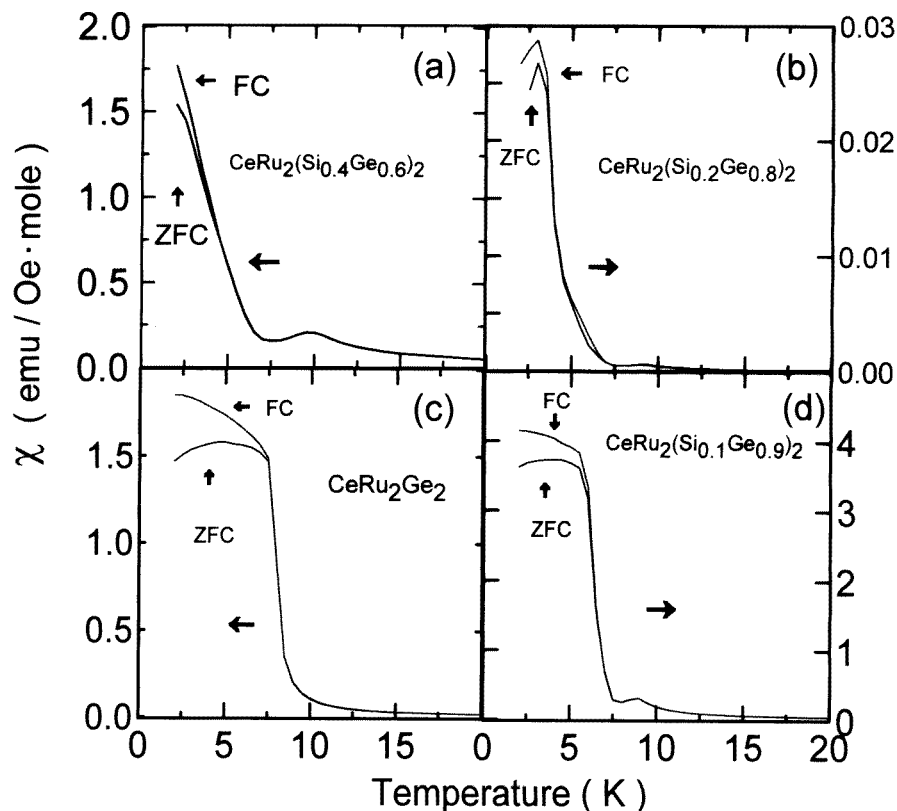 χ ( emu / Oe · mole)
2.0
1.5
1.0
0.5
0.0
(a)
FC
CeRu2(Si0.4Ge0.6)2
ZFC
(b)
FC
ZFC
CeRu2(Si0.2Ge0.8)2
0.03
0.02
0.01
0.00
1.5
1.0
0.5
0.0
(c)
FC
CeRu2Ge2
ZFC
(d)
FC
CeRu2(Si0.1Ge0.9)2
ZFC
4
3
2
1
0
0 5 10 15 0 5 10 15 20
Temperature ( K )